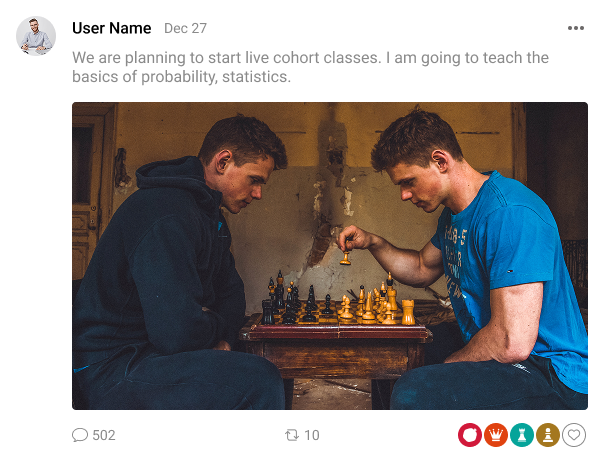 User Name Dec 27
We are planning to start live cohort classes. I am going to teach the
basics of probability, statistics.
502 10